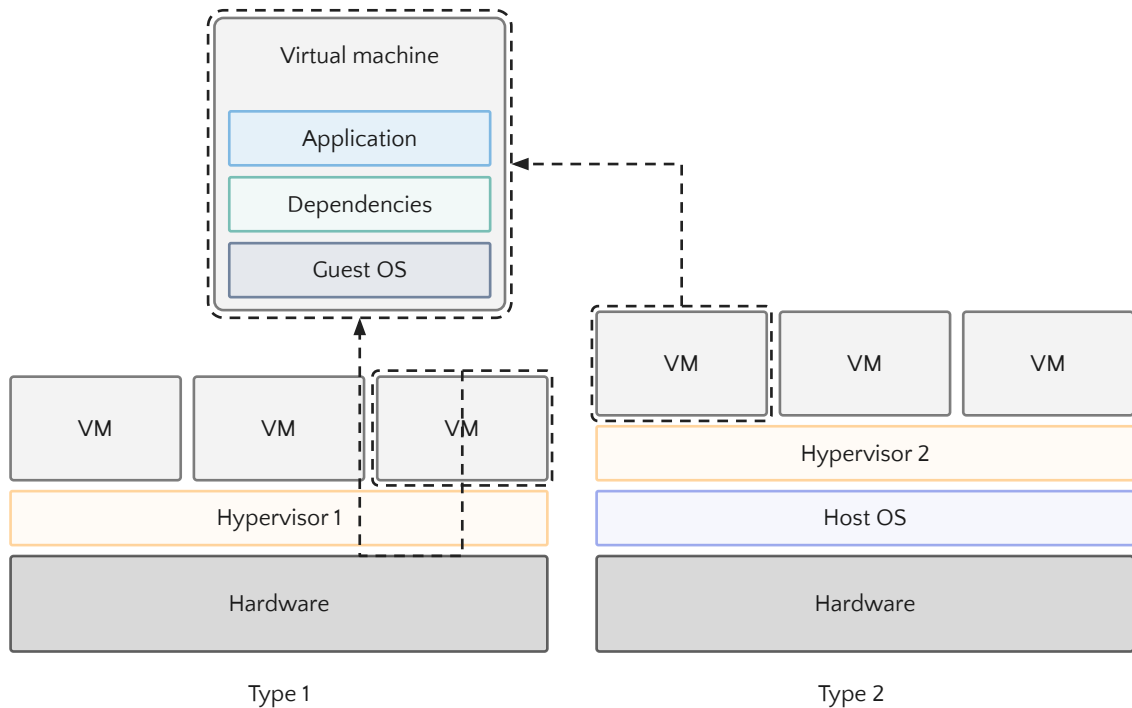 Virtual machine
Application
Dependencies
Guest OS
VM
VM
VM
Hypervisor 1
Hardware
Type 1
VM
VM
VM
Hypervisor 2
Host OS
Hardware
Type 2